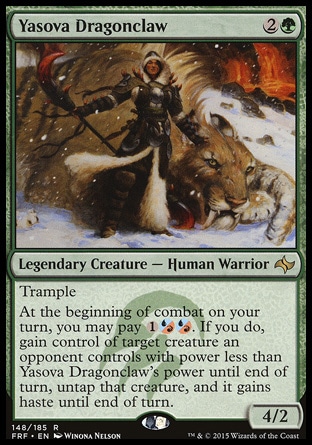 Yasova Dragonclaw 2
Legendary Creature — Human Warrior
Trample
At the beginning of combat on your
turn, you may pay 1 . If you do,
gain control of target creature an
opponent controls with power less than
Yasova Dragonclaw's power until end of
turn, untap that creature, and it gains
haste until end of turn.
4/2
148/185 R
FRF • EN Winona Nelson
™ & © 2015 Wizards of the Coast